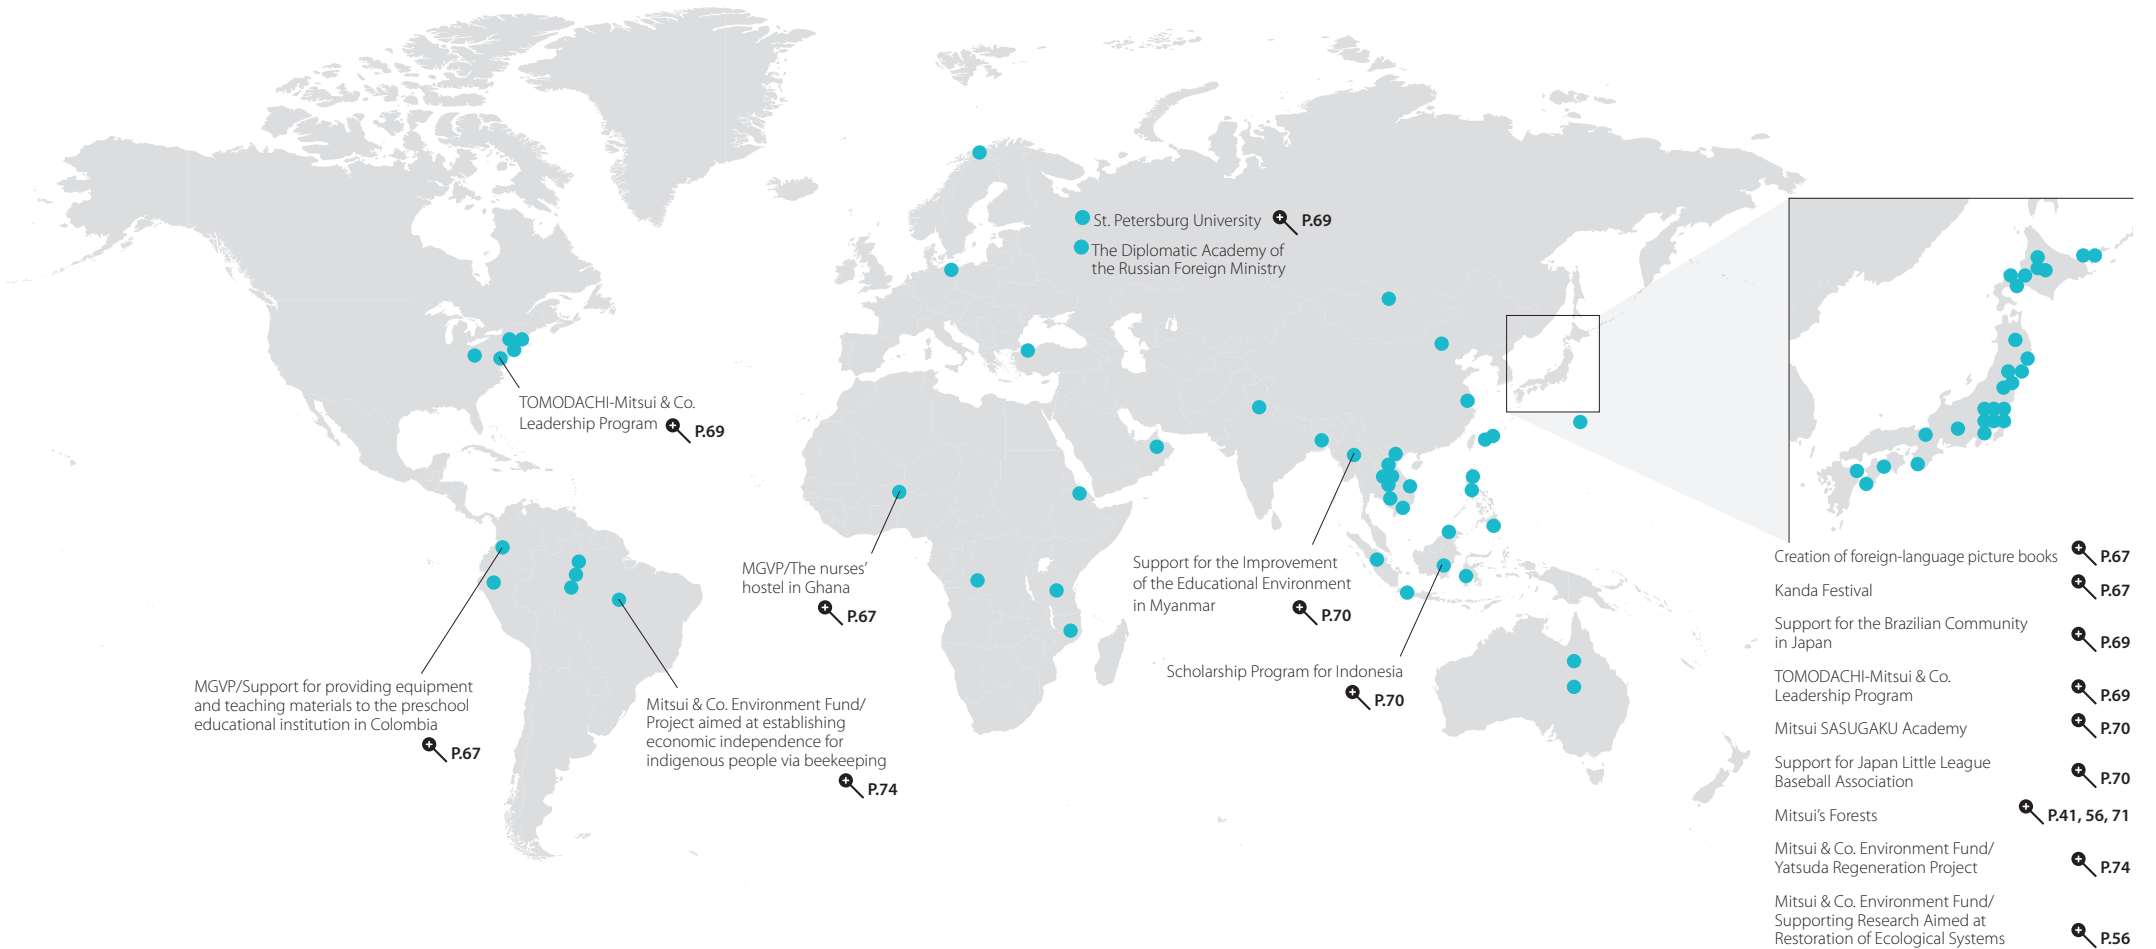 St. Petersburg University P.69
The Diplomatic Academy of
the Russian Foreign Ministry
TOMODACHI-Mitsui & Co.
Leadership Program P.69
MGVP/The nurses’
hostel in Ghana
P.67
Support for the Improvement
of the Educational Environment
in Myanmar
P.70
Scholarship Program for Indonesia
P.70
MGVP/Support for providing equipment
and teaching materials to the preschool
educational institution in Colombia
P.67
Mitsui & Co. Environment Fund/
Project aimed at establishing
economic independence for
indigenous people via beekeeping
P.74
Creation of foreign-language picture books P.67
Kanda Festival P.67
Support for the Brazilian Community
in Japan P.69
TOMODACHI-Mitsui & Co.
Leadership Program P.69
Mitsui SASUGAKU Academy P.70
Support for Japan Little League
Baseball Association P.70
Mitsui’s Forests P.41, 56, 71
Mitsui & Co. Environment Fund/
Yatsuda Regeneration Project P.74
Mitsui & Co. Environment Fund/
Supporting Research Aimed at
Restoration of Ecological Systems P.56